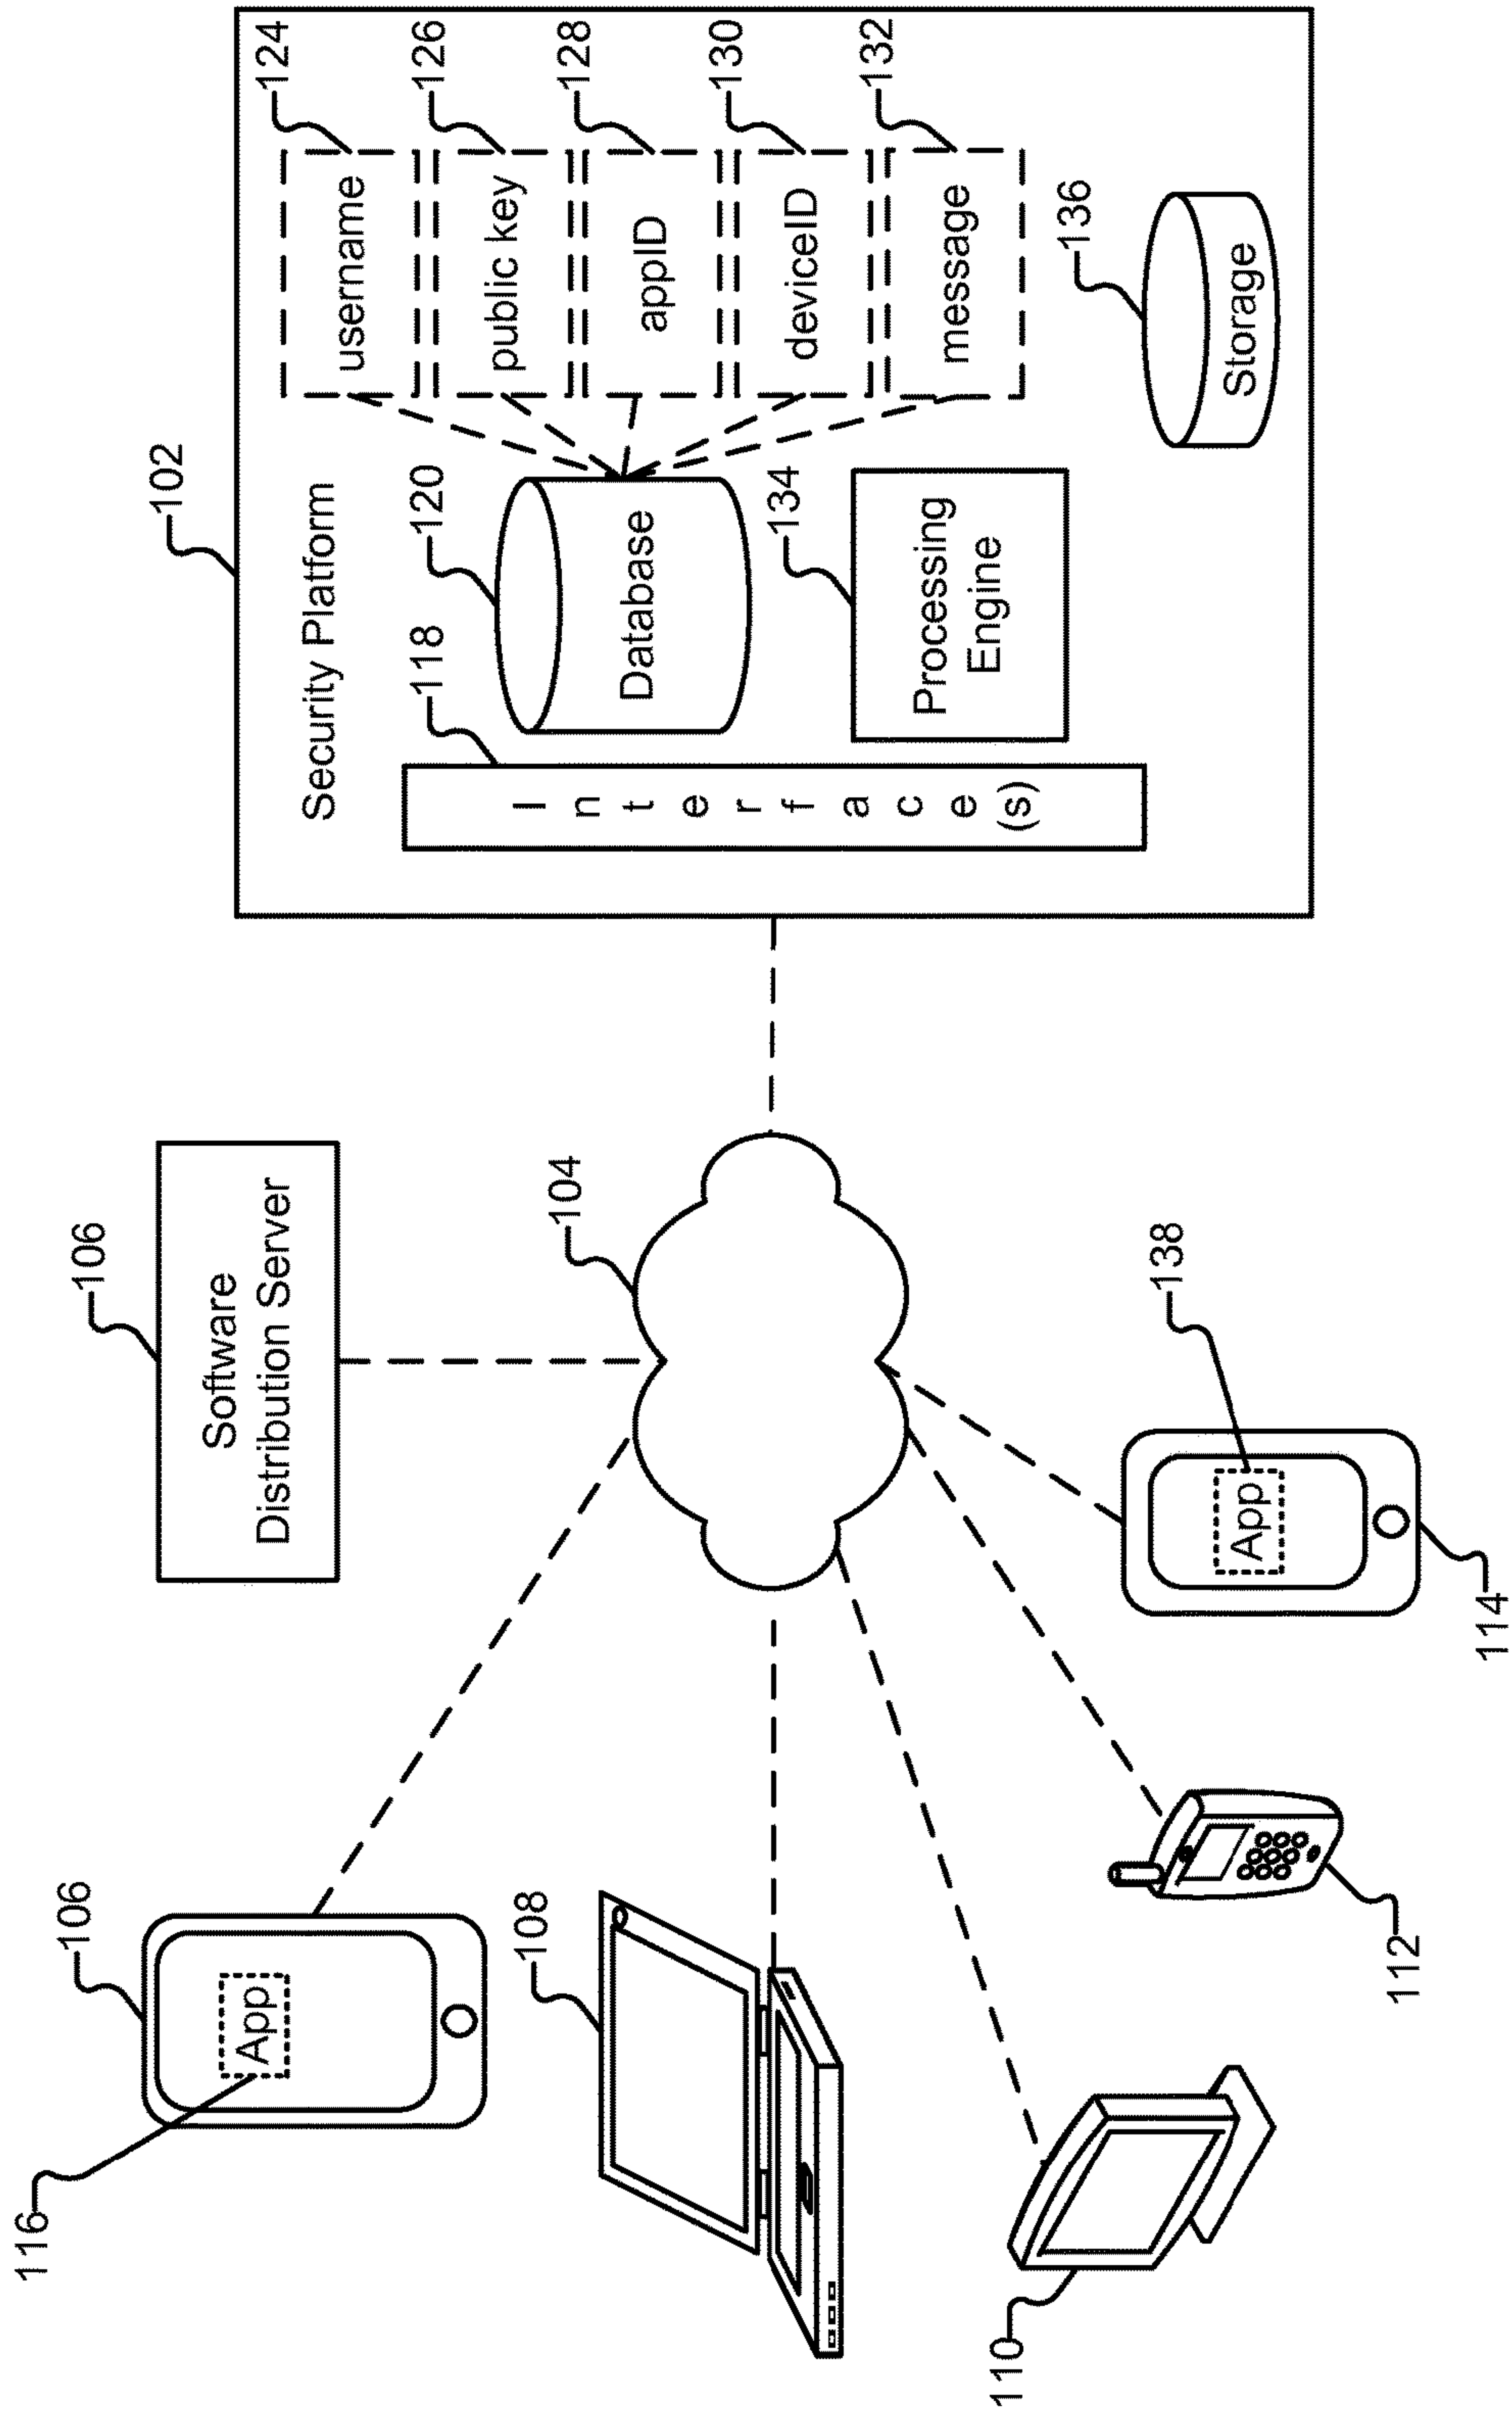 106
Software
Distribution Server
102
Security Platform
124
username
126
public key
128
appID
130
deviceID
132
message
120
Database
118
I
n
t
e
r
f
a
c
e
(s)
134
Processing
Engine
136
Storage
104
106
App
116
108
110
112
138
App
114